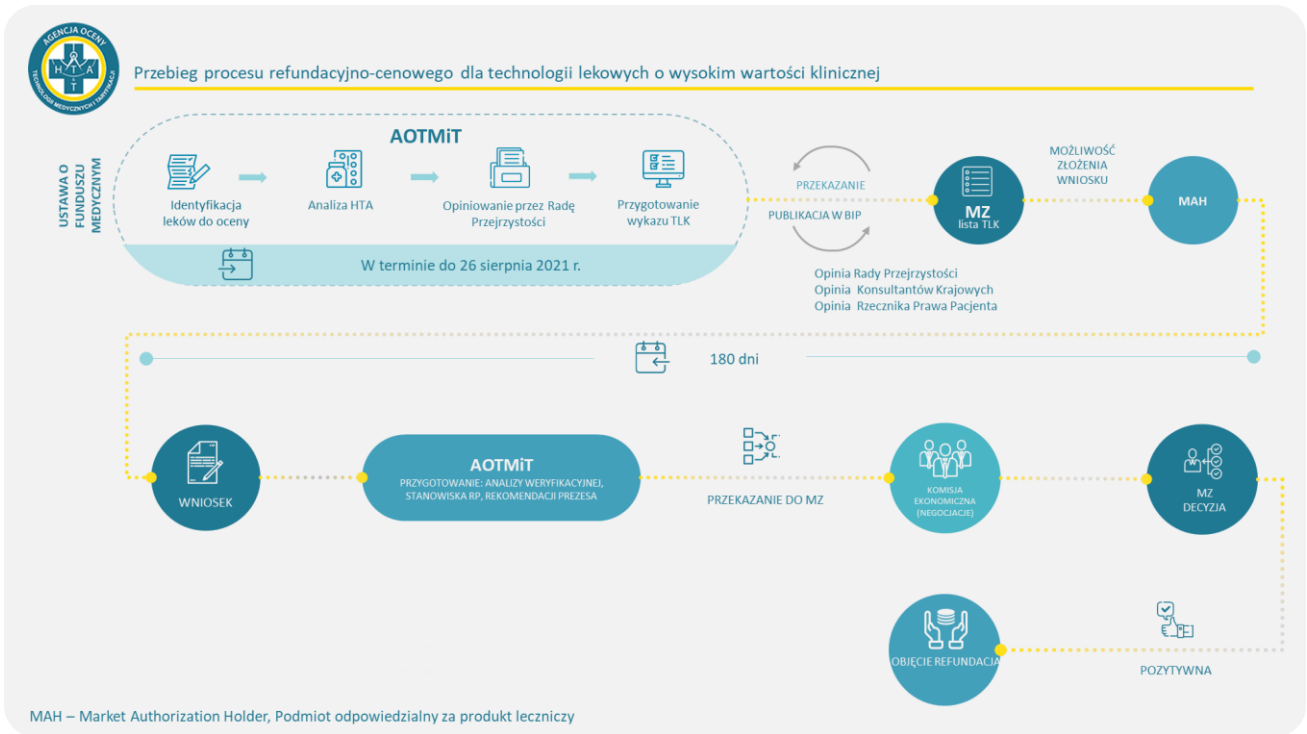 AGENCJA OCENY
TECHNOLOGII MEDYCZNYCH I TARYFIKACJI
H T A
T
Przebieg procesu refundacyjno-cenowego dla technologii lekowych o wysokim wartości klinicznej
USTAWA O
FUNDUSZU
MEDYCZNYM
AOTMiT
Identyfikacja
leków do oceny
Analiza HTA
Opiniowanie przez Radę
Przejrzystości
Przygotowanie
wykazu TLK
W terminie do 26 sierpnia 2021 r.
PRZEKAZANIE
PUBLIKACJA W BIP
Opinia Rady Przejrzystości
Opinia Konsultantów Krajowych
Opinia Rzecznika Prawa Pacjenta
MZ
lista TLK
MOŻLIWOŚĆ
ZŁOŻENIA
WNIOSKU
MAH
180 dni
WNIOSEK
AOTMiT
PRZYGOTOWANIE: ANALIZY WERYFIKACYJNEJ,
STANOWISKA RP, REKOMENDACJI PREZESA
PRZEKAZANIE DO MZ
KOMISJA
EKONOMICZNA
(NEGOCJACJE)
MZ
DECYZJA
OBJĘCIE REFUNDACJĄ
POZYTYWNA
MAH – Market Authorization Holder, Podmiot odpowiedzialny za produkt leczniczy